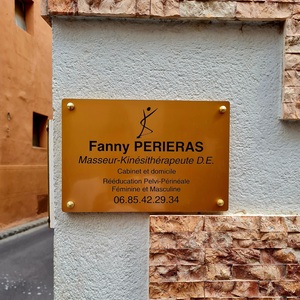 Fanny PERIERAS
Masseur-Kinésithérapeute D.E.
Cabinet et domicile
Rééducation Pelvi-Périnéale
Féminine et Masculine
06.85.42.29.34